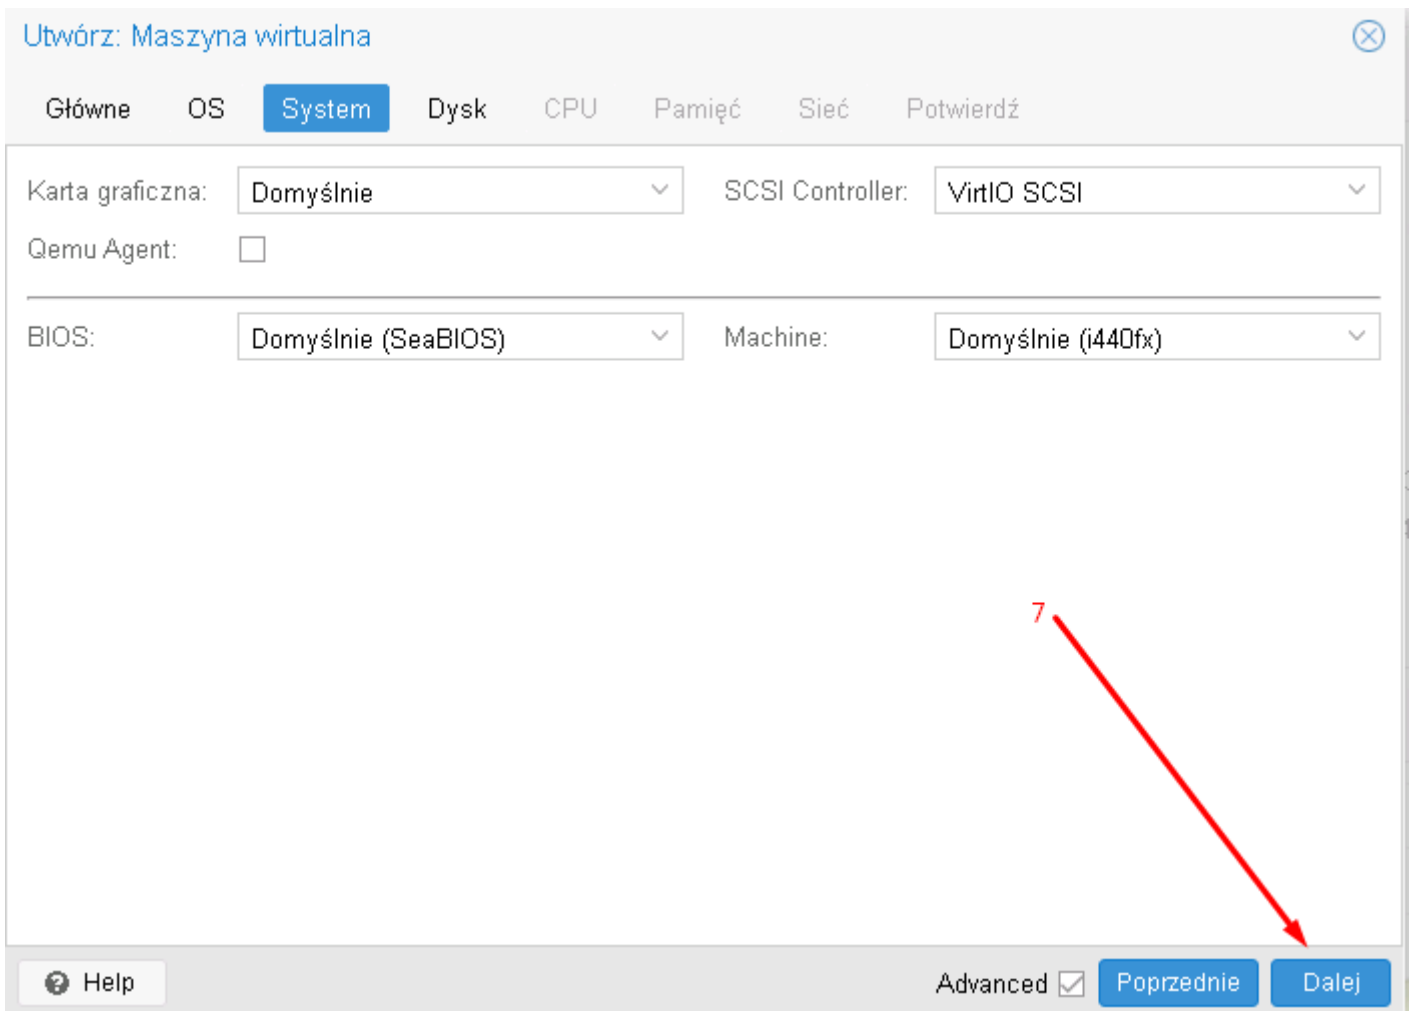 Utwórz: Maszyna wirtualna
Główne OS System Dysk CPU Pamięć Sieć Potwierdź
Karta graficzna: Domyślnie SCSI Controller: VirtIO SCSI
Qemu Agent:
BIOS: Domyślnie (SeaBIOS) Machine: Domyślnie (i440fx)
7
Help Advanced Poprzednie Dalej